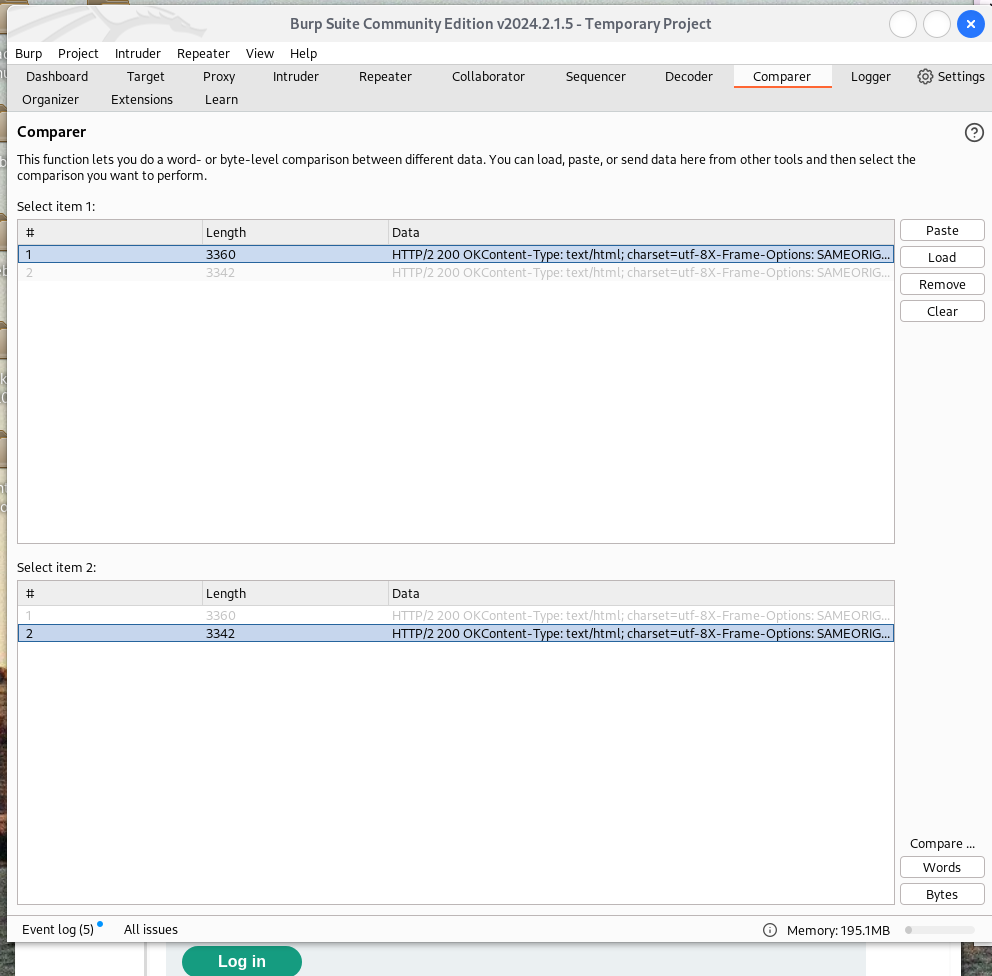 Burp Suite Community Edition v2024.2.1.5 - Temporary Project
Burp Project Intruder Repeater View Help
Dashboard Target Proxy Intruder Repeater Collaborator Sequencer Decoder Comparer Logger Settings
Organizer Extensions Learn
Comparer
This function lets you do a word- or byte-level comparison between different data. You can load, paste, or send data here from other tools and then select the
comparison you want to perform.
Select item 1:
# Length Data
1 3360 HTTP/2 200 OKContent-Type: text/html; charset=utf-8X-Frame-Options: SAMEORIG...
2 3342 HTTP/2 200 OKContent-Type: text/html; charset=utf-8X-Frame-Options: SAMEORIG...
Paste
Load
Remove
Clear
Select item 2:
# Length Data
1 3360 HTTP/2 200 OKContent-Type: text/html; charset=utf-8X-Frame-Options: SAMEORIG...
2 3342 HTTP/2 200 OKContent-Type: text/html; charset=utf-8X-Frame-Options: SAMEORIG...
Compare ...
Words
Bytes
Event log (5) All issues Memory: 195.1MB
Log in